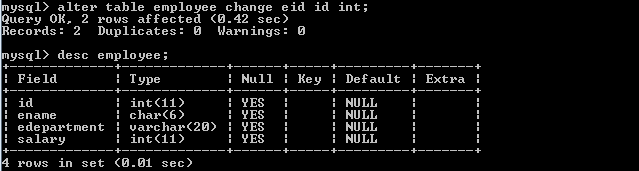 mysql> alter table employee change eid id int;
Query OK, 2 rows affected (0.42 sec)
Records: 2  Duplicates: 0  Warnings: 0

mysql> desc employee;
+-------------+-------------+------+-----+---------+-------+
| Field       | Type        | Null | Key | Default | Extra |
+-------------+-------------+------+-----+---------+-------+
| id          | int(11)     | YES  |     | NULL    |       |
| ename       | char(6)     | YES  |     | NULL    |       |
| edepartment | varchar(20) | YES  |     | NULL    |       |
| salary      | int(11)     | YES  |     | NULL    |       |
+-------------+-------------+------+-----+---------+-------+
4 rows in set (0.01 sec)